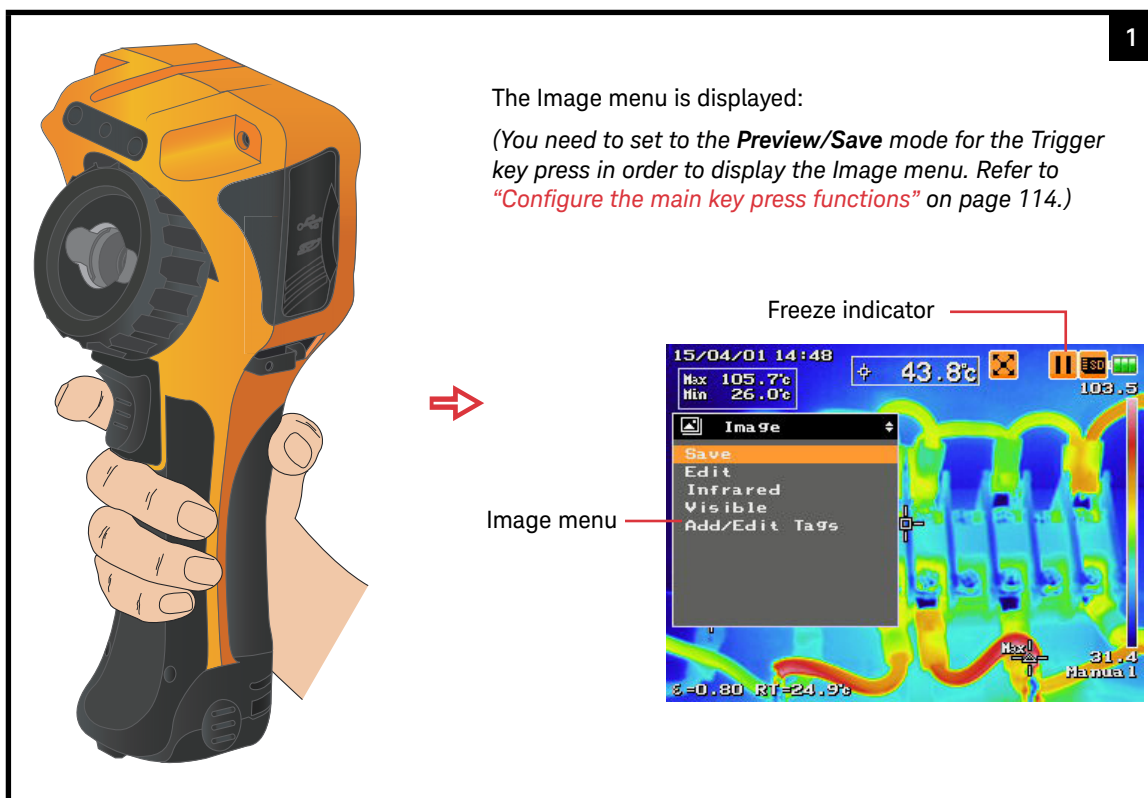 1
The Image menu is displayed:
(You need to set to the Preview/Save mode for the Trigger
key press in order to display the Image menu. Refer to
“Configure the main key press functions” on page 114.)
Freeze indicator
15/04/01 14:48
Max 105.7°c
Min 26.0°c
43.8°c
SD
103.5
Image
Save
Edit
Infrared
Visible
Add/Edit Tags
Image menu
Max
31.4
Manual
ε=0.80 RT=24.9°c